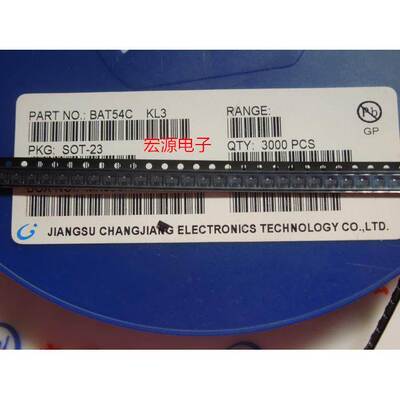 PART NO.: BAT54C KL3 RANGE:
宏源电子
PKG: SOT-23 QTY: 3000 PCS
Pb
GP
JIANGSU CHANGJIANG ELECTRONICS TECHNOLOGY CO.,LTD.